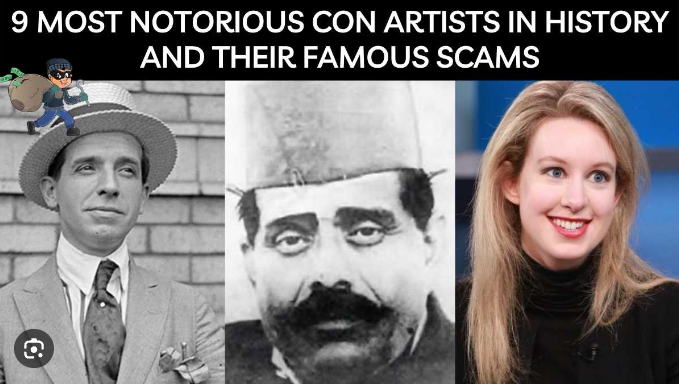 9 MOST NOTORIOUS CON ARTISTS IN HISTORY
AND THEIR FAMOUS SCAMS